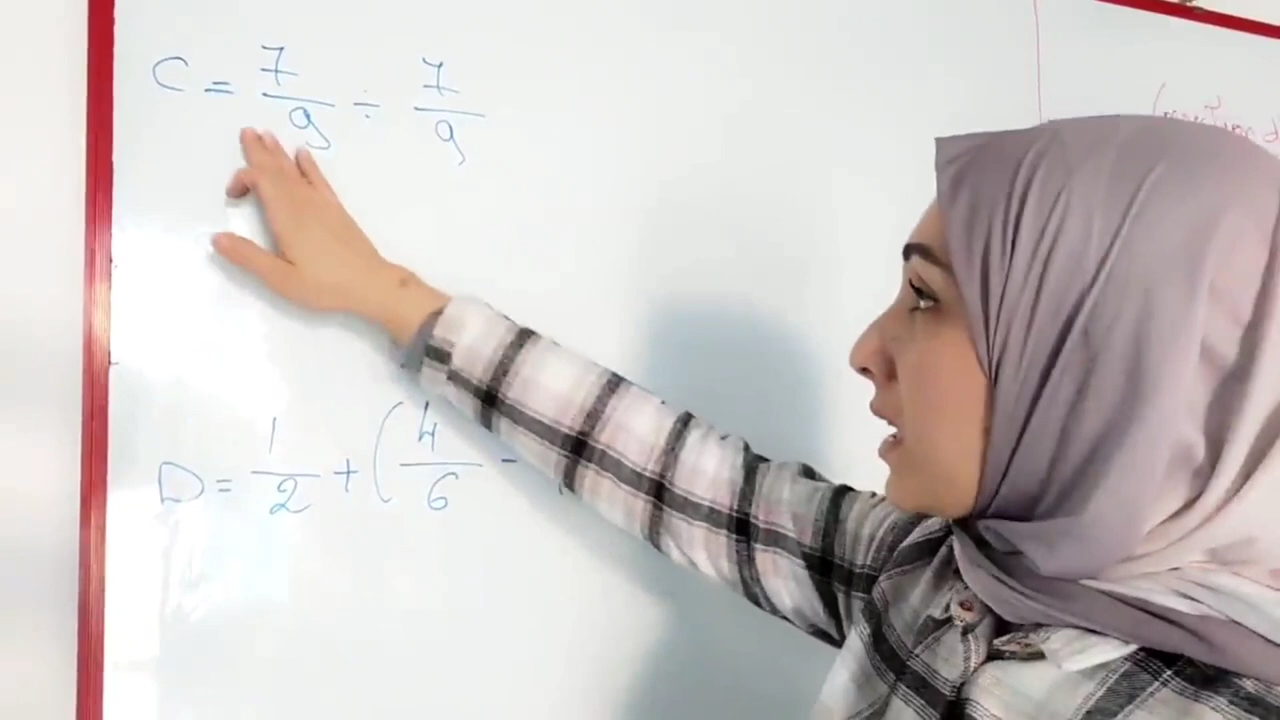 C = 7/9 ÷ 7/9
D = 1/2 + ( 4/6 -